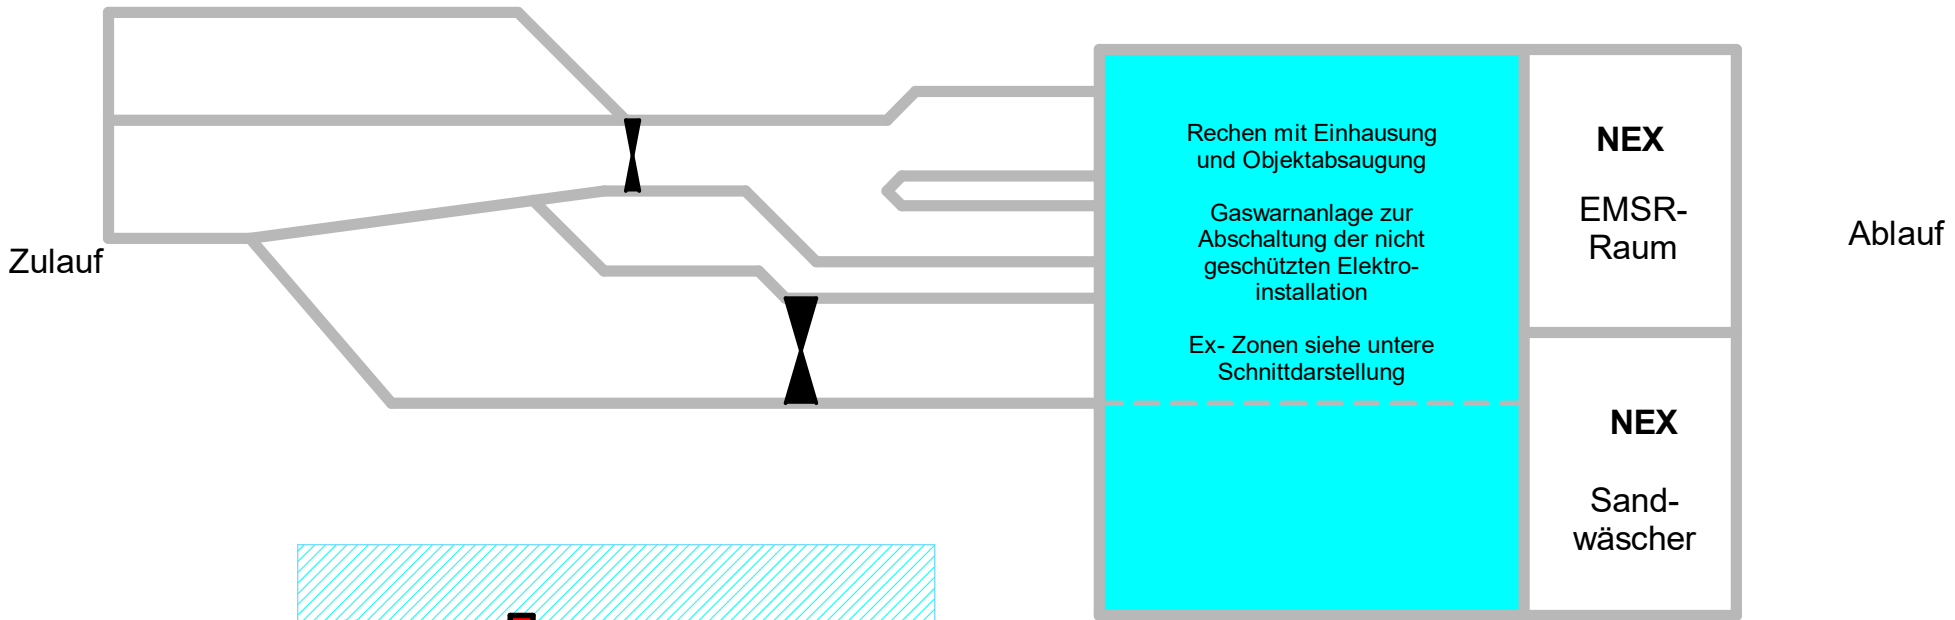 Zulauf
Rechen mit Einhausung
und Objektabsaugung
Gaswarnanlage zur
Abschaltung der nicht
geschützten Elektro-
installation
Ex- Zonen siehe untere
Schnittdarstellung
NEX
EMSR-
Raum
NEX
Sand-
wäscher
Ablauf